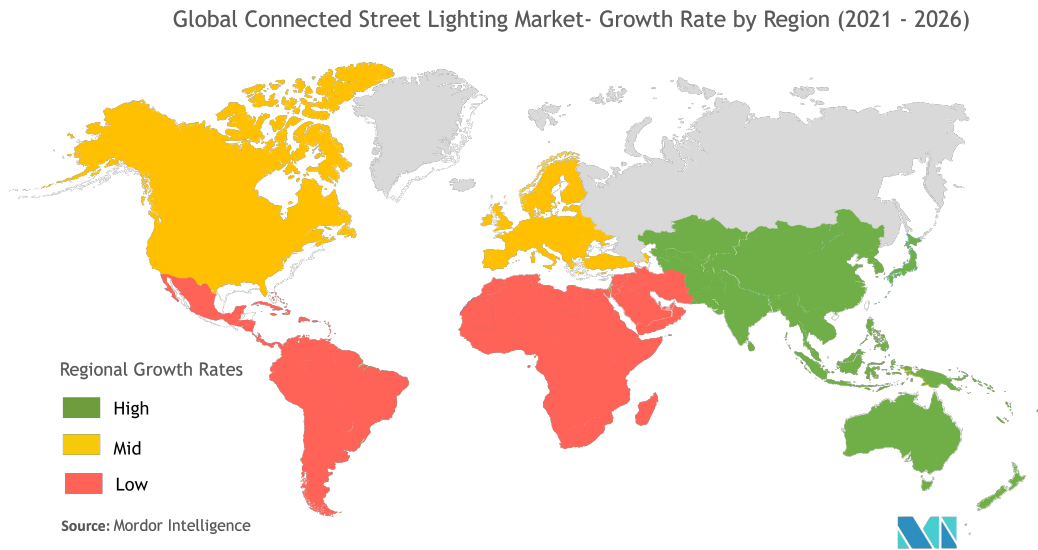 Global Connected Street Lighting Market- Growth Rate by Region (2021 - 2026)
Regional Growth Rates
High
Mid
Low
Source: Mordor Intelligence